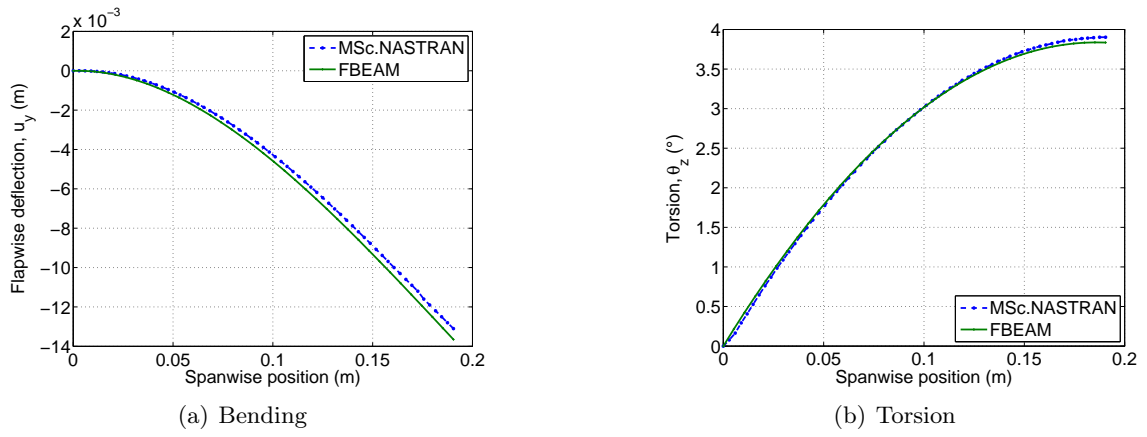 x 10⁻³
2
0
−2
−4
−6
−8
−10
−12
−14
0
0.05
0.1
0.15
0.2
Flapwise deflection, u_y (m)
Spanwise position (m)
MSc.NASTRAN
FBEAM
(a) Bending
4
3.5
3
2.5
2
1.5
1
0.5
0
0
0.05
0.1
0.15
0.2
Torsion, θ_z (°)
Spanwise position (m)
MSc.NASTRAN
FBEAM
(b) Torsion